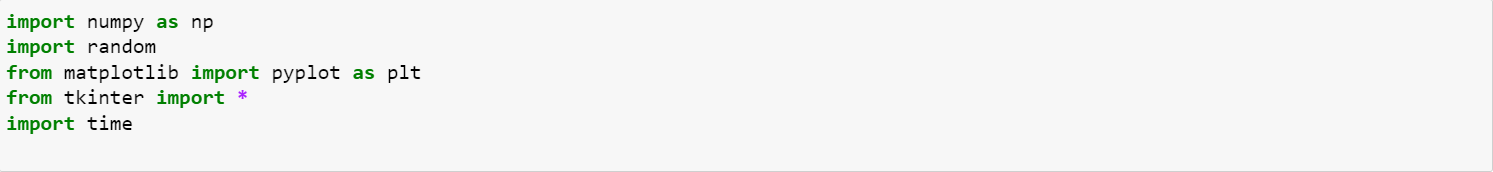 import numpy as np
import random
from matplotlib import pyplot as plt
from tkinter import *
import time